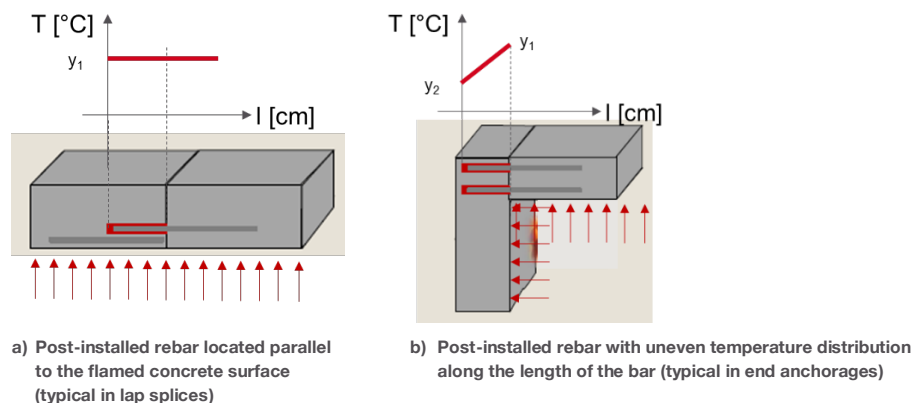 T [°C]
y₁
l [cm]
a) Post-installed rebar located parallel
to the flamed concrete surface
(typical in lap splices)
T [°C]
y₁
y₂
l [cm]
b) Post-installed rebar with uneven temperature distribution
along the length of the bar (typical in end anchorages)